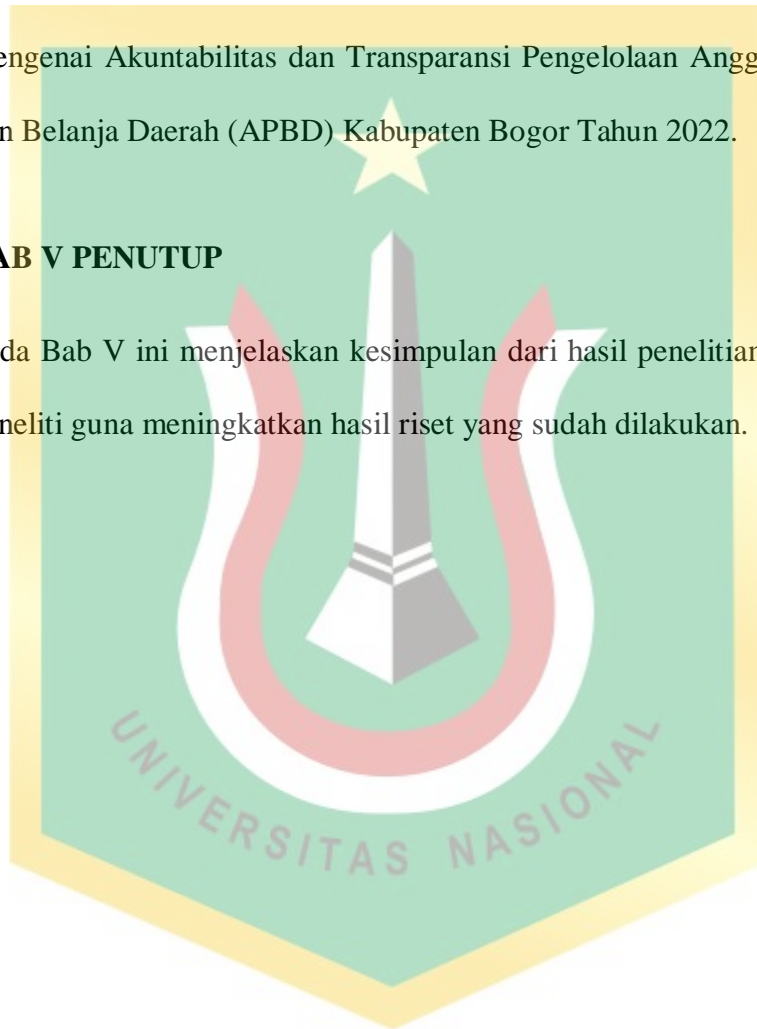 engenai Akuntabilitas dan Transparansi Pengelolaan Angg
n Belanja Daerah (APBD) Kabupaten Bogor Tahun 2022.
AB V PENUTUP
da Bab V ini menjelaskan kesimpulan dari hasil penelitian
neliti guna meningkatkan hasil riset yang sudah dilakukan.
UNIVERSITAS NASIONAL